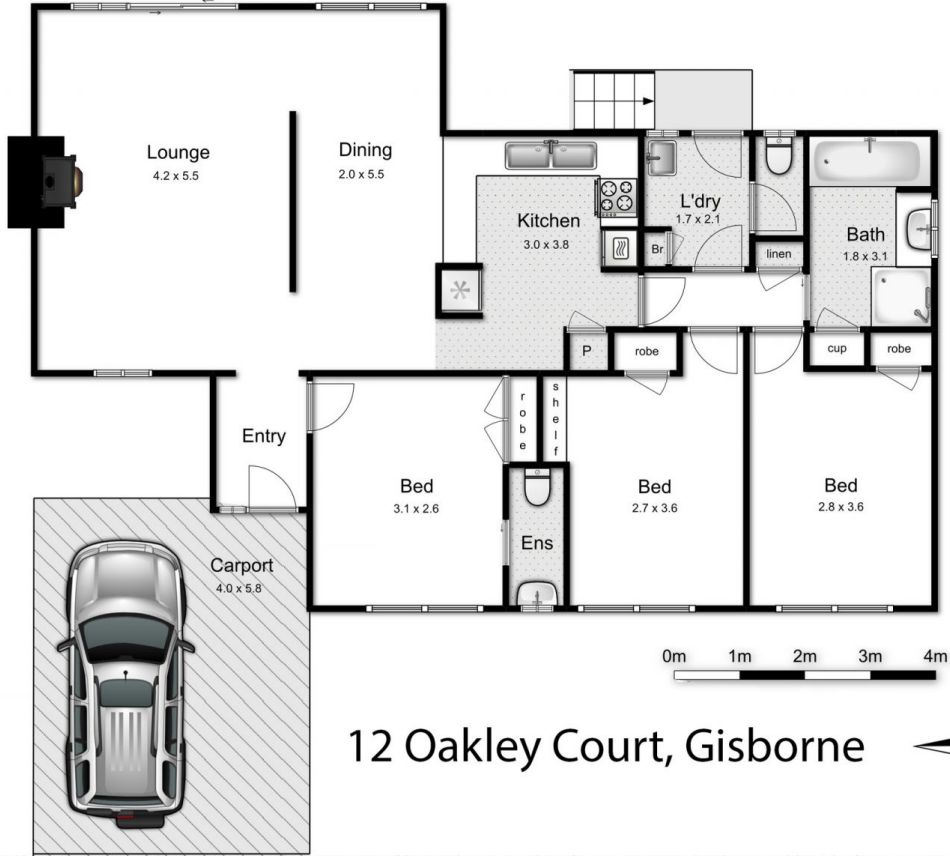 Lounge
4.2 x 5.5
Dining
2.0 x 5.5
Kitchen
3.0 x 3.8
L'dry
1.7 x 2.1
Br
linen
Bath
1.8 x 3.1
P
robe
cup
robe
robe
shelf
Entry
Bed
3.1 x 2.6
Ens
Bed
2.7 x 3.6
Bed
2.8 x 3.6
Carport
4.0 x 5.8
0m 1m 2m 3m 4m
12 Oakley Court, Gisborne